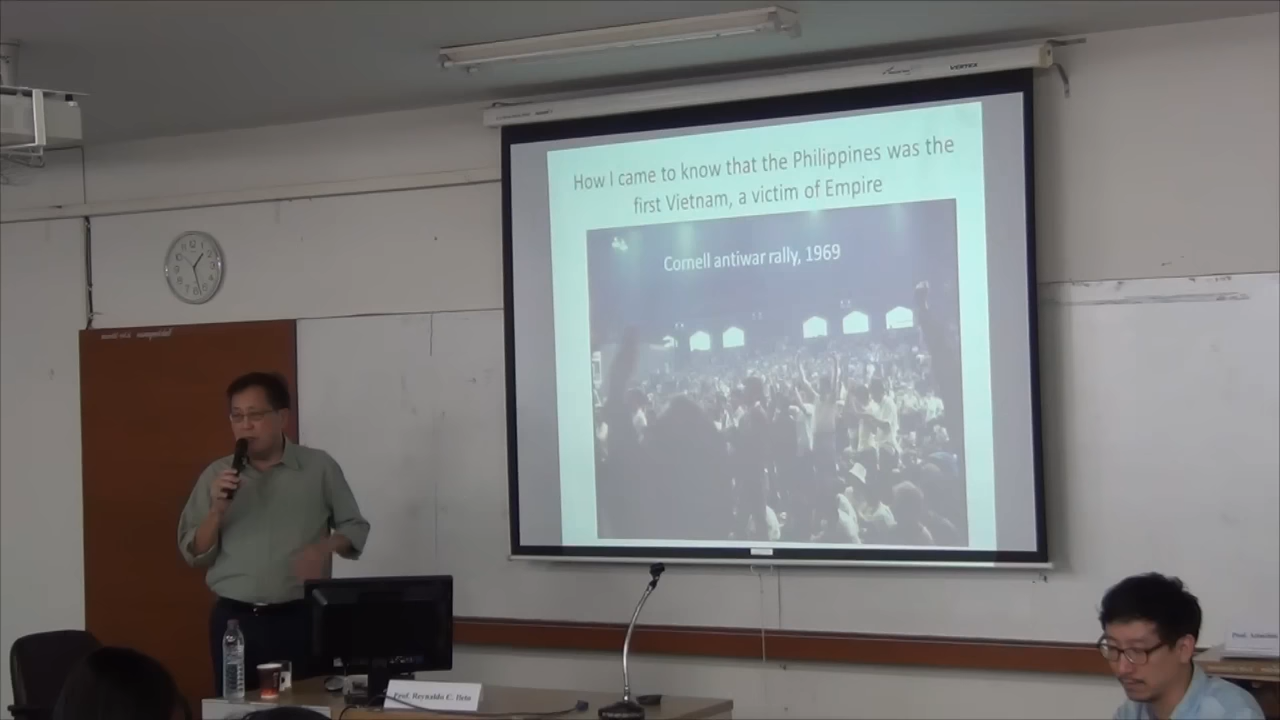 How I came to know that the Philippines was the
first Vietnam, a victim of Empire
Cornell antiwar rally, 1969
Prof. Reynaldo C. Ileto
Prof.